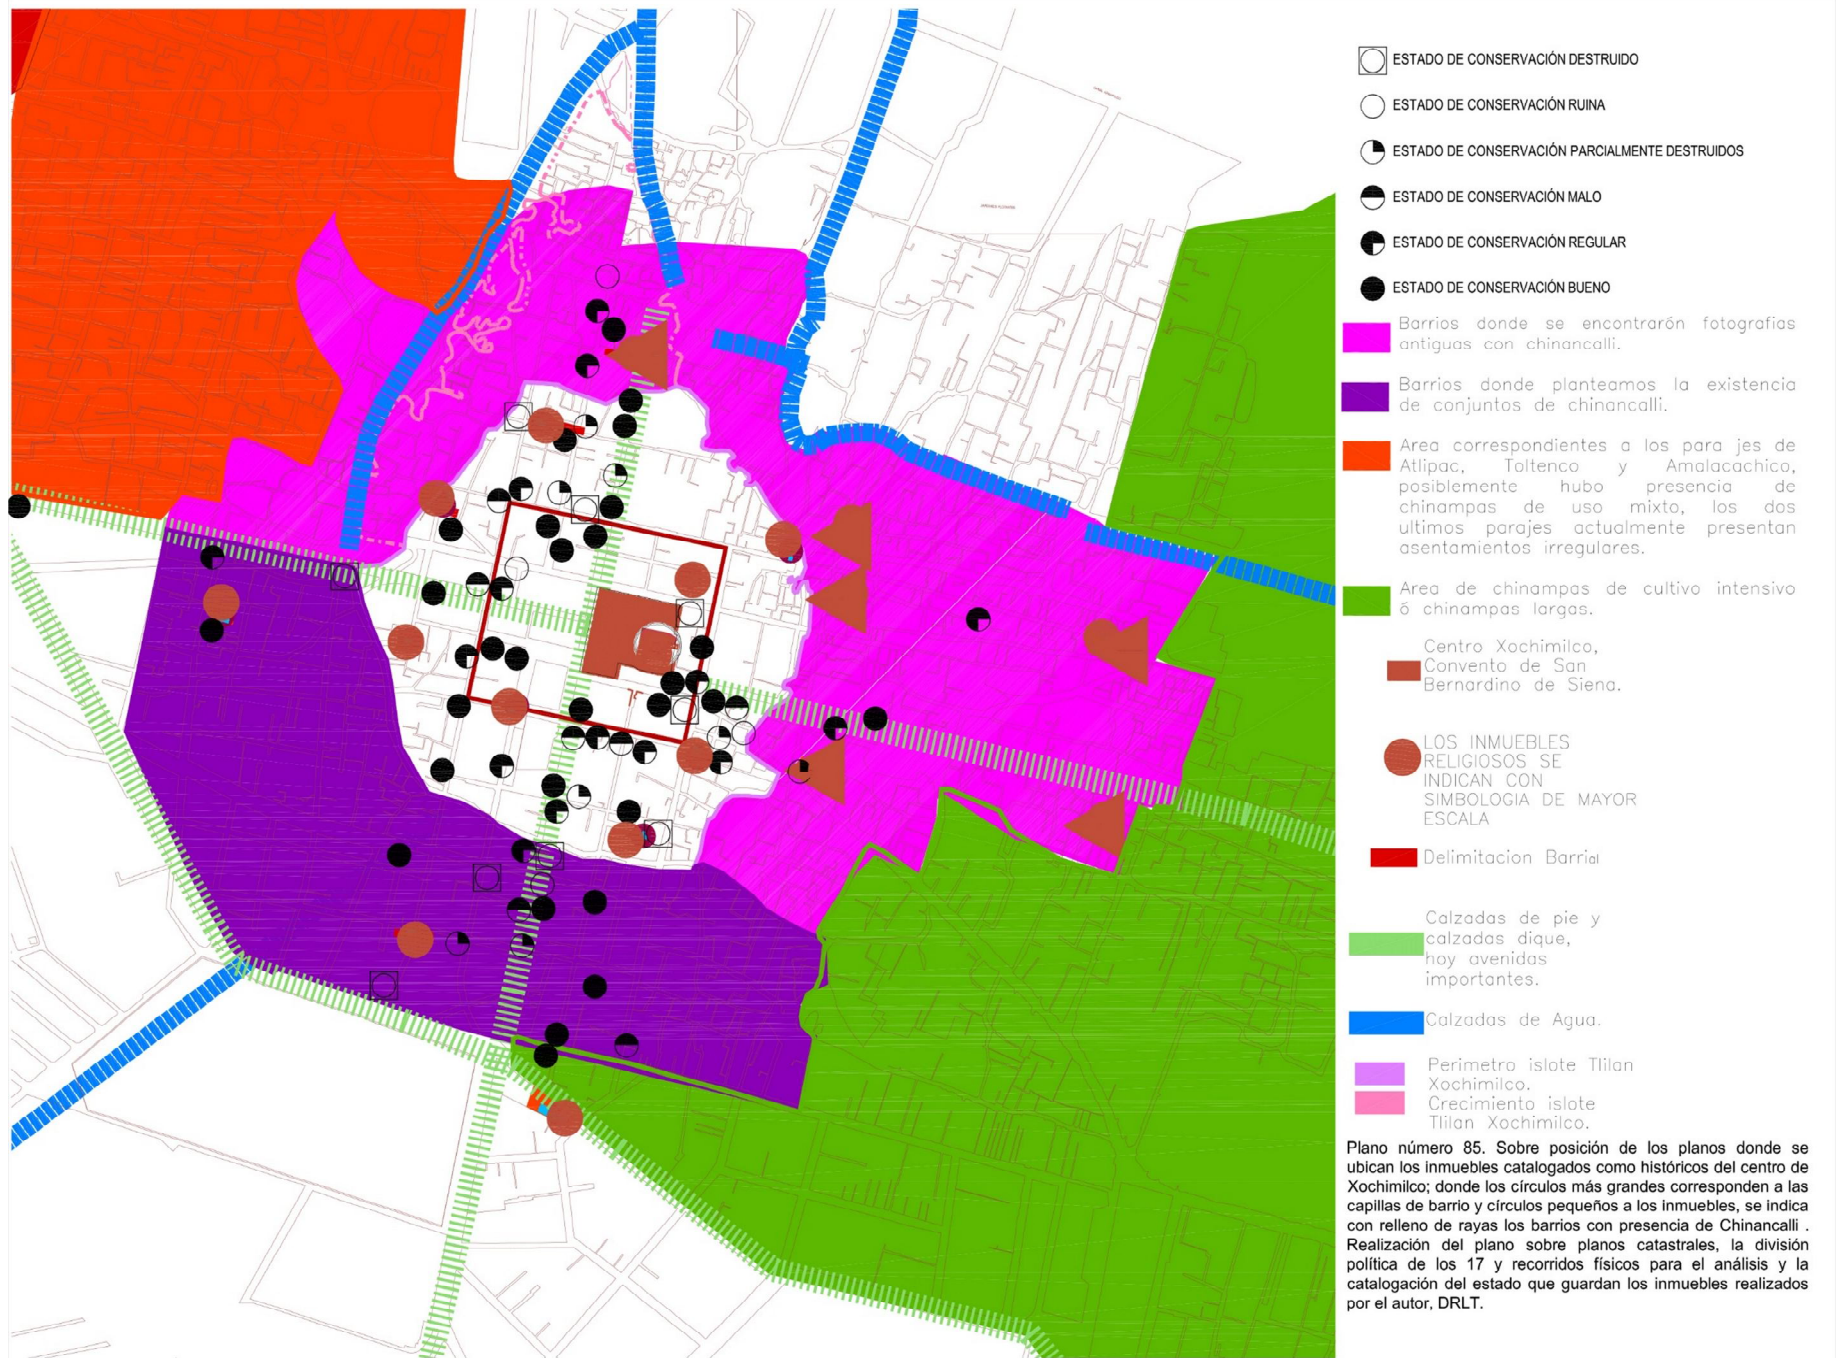 ESTADO DE CONSERVACIÓN DESTRUIDO
ESTADO DE CONSERVACIÓN RUINA
ESTADO DE CONSERVACIÓN PARCIALMENTE DESTRUIDOS
ESTADO DE CONSERVACIÓN MALO
ESTADO DE CONSERVACIÓN REGULAR
ESTADO DE CONSERVACIÓN BUENO
Barrios donde se encontrarón fotografias
antiguas con chinancalli.
Barrios donde planteamos la existencia
de conjuntos de chinancalli.
Area correspondientes a los para jes de
Atlipac, Toltenco y Amalacachico,
posiblemente hubo presencia de
chinampas de uso mixto, los dos
ultimos parajes actualmente presentan
asentamientos irregulares.
Area de chinampas de cultivo intensivo
ó chinampas largas.
Centro Xochimilco,
Convento de San
Bernardino de Siena.
LOS INMUEBLES
RELIGIOSOS SE
INDICAN CON
SIMBOLOGIA DE MAYOR
ESCALA
Delimitacion Barrial
Calzadas de pie y
calzadas dique,
hoy avenidas
importantes.
Calzadas de Agua.
Perimetro islote Tlilan
Xochimilco.
Crecimiento islote
Tlilan Xochimilco.
Plano número 85. Sobre posición de los planos donde se
ubican los inmuebles catalogados como históricos del centro de
Xochimilco; donde los círculos más grandes corresponden a las
capillas de barrio y círculos pequeños a los inmuebles, se indica
con relleno de rayas los barrios con presencia de Chinancalli .
Realización del plano sobre planos catastrales, la división
política de los 17 y recorridos físicos para el análisis y la
catalogación del estado que guardan los inmuebles realizados
por el autor, DRLT.